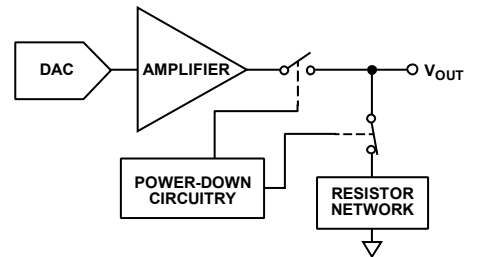 DAC
AMPLIFIER
VOUT
POWER-DOWN
CIRCUITRY
RESISTOR
NETWORK